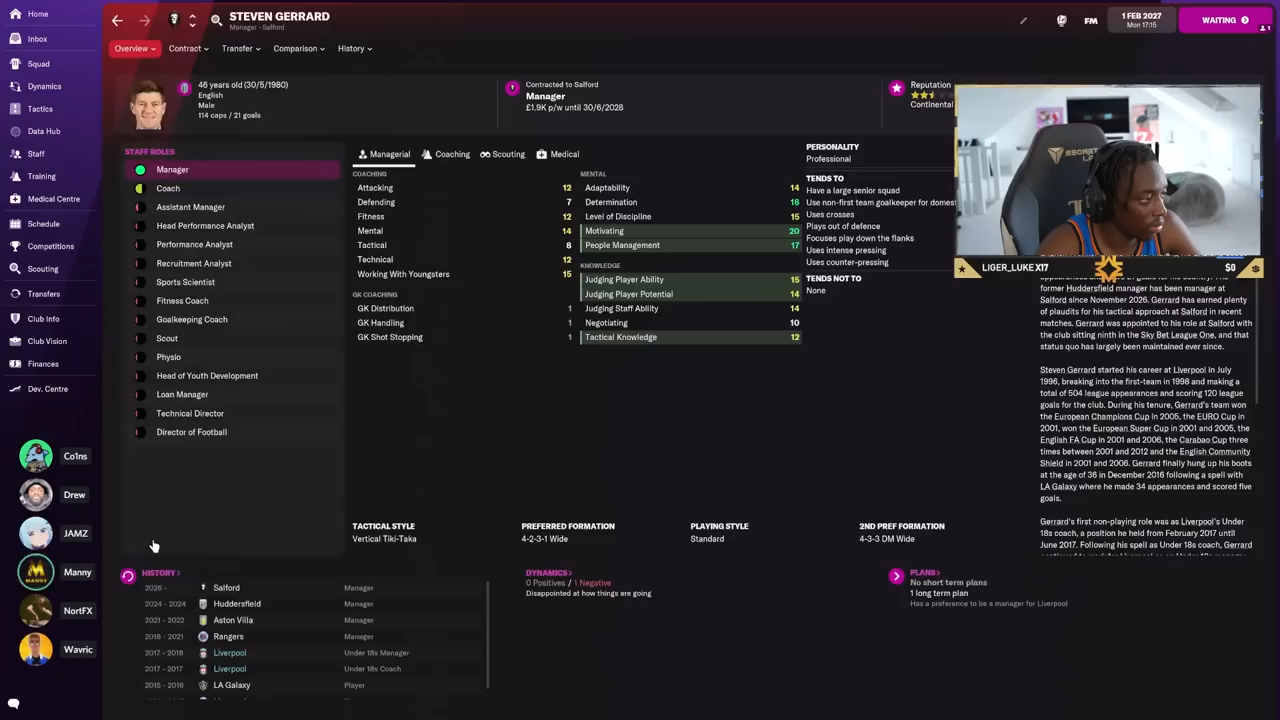 Home
Inbox
Squad
Dynamics
Tactics
Data Hub
Staff
Training
Medical Centre
Schedule
Competitions
Scouting
Transfers
Club Info
Club Vision
Finances
Dev. Centre
Co1ns
Drew
JAMZ
Manny
NortFX
Wavric
STEVEN GERRARD
Manager - Salford
FM
1 FEB 2027
Mon 17:15
WAITING
1
Overview
Contract
Transfer
Comparison
History
46 years old (30/5/1980)
English
Male
114 caps / 21 goals
Contracted to Salford
Manager
£1.9K p/w until 30/6/2028
Reputation
Continental
STAFF ROLES
Manager
Coach
Assistant Manager
Head Performance Analyst
Performance Analyst
Recruitment Analyst
Sports Scientist
Fitness Coach
Goalkeeping Coach
Scout
Physio
Head of Youth Development
Loan Manager
Technical Director
Director of Football
Managerial
Coaching
Scouting
Medical
COACHING
Attacking 12
Defending 7
Fitness 12
Mental 14
Tactical 8
Technical 12
Working With Youngsters 15
GK COACHING
GK Distribution 1
GK Handling 1
GK Shot Stopping 1
MENTAL
Adaptability 14
Determination 18
Level of Discipline 15
Motivating 20
People Management 17
KNOWLEDGE
Judging Player Ability 15
Judging Player Potential 14
Judging Staff Ability 14
Negotiating 10
Tactical Knowledge 12
PERSONALITY
Professional
TENDS TO
Have a large senior squad
Use non-first team goalkeeper for domes
Uses crosses
Plays out of defence
Focuses play down the flanks
Uses intense pressing
Uses counter-pressing
TENDS NOT TO
None
SECRET
LIGER_LUKE X17
$0
former Huddersfield manager has been manager at
Salford since November 2026. Gerrard has earned plenty
of plaudits for his tactical approach at Salford in recent
matches. Gerrard was appointed to his role at Salford with
the club sitting ninth in the Sky Bet League One, and that
status quo has largely been maintained ever since.
Steven Gerrard started his career at Liverpool in July
1996, breaking into the first-team in 1998 and making a
total of 504 league appearances and scoring 120 league
goals for the club. During his tenure, Gerrard's team won
the European Champions Cup in 2005, the EURO Cup in
2001, won the European Super Cup in 2001 and 2005, the
English FA Cup in 2001 and 2006, the Carabao Cup three
times between 2001 and 2012 and the English Community
Shield in 2001 and 2006. Gerrard finally hung up his boots
at the age of 36 in December 2016 following a spell with
LA Galaxy where he made 34 appearances and scored five
goals.
Gerrard's first non-playing role was as Liverpool's Under
18s coach, a position he held from February 2017 until
June 2017. Following his spell as Under 18s coach, Gerrard
TACTICAL STYLE
Vertical Tiki-Taka
PREFERRED FORMATION
4-2-3-1 Wide
PLAYING STYLE
Standard
2ND PREF FORMATION
4-3-3 DM Wide
HISTORY >
2026 - Salford Manager
2024 - 2024 Huddersfield Manager
2021 - 2022 Aston Villa Manager
2018 - 2021 Rangers Manager
2017 - 2018 Liverpool Under 18s Manager
2017 - 2017 Liverpool Under 18s Coach
2015 - 2016 LA Galaxy Player
DYNAMICS >
0 Positives / 1 Negative
Disappointed at how things are going
PLANS >
No short term plans
1 long term plan
Has a preference to be a manager for Liverpool